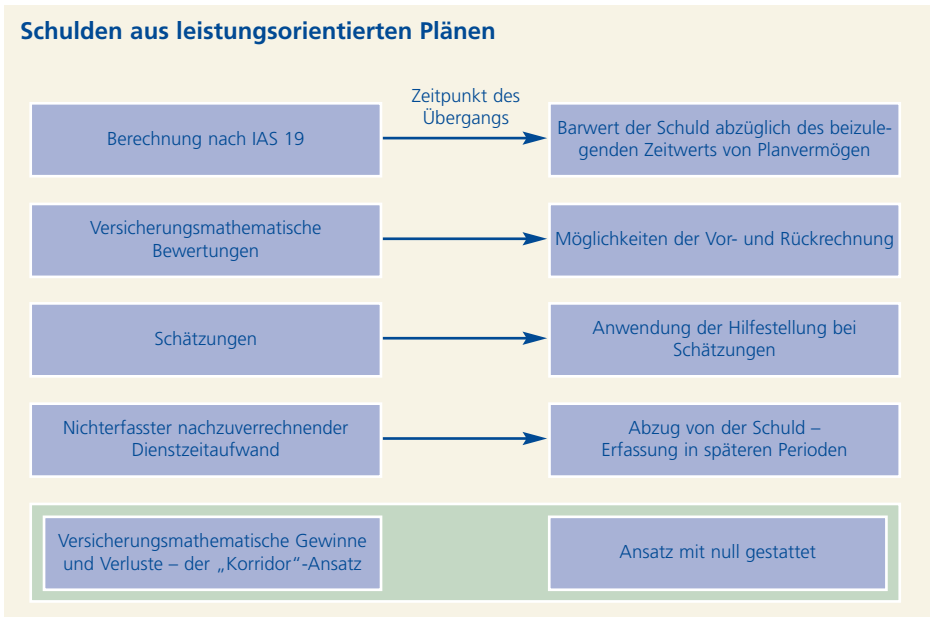 Schulden aus leistungsorientierten Plänen
Zeitpunkt des
Übergangs
Berechnung nach IAS 19
Barwert der Schuld abzüglich des beizule-
genden Zeitwerts von Planvermögen
Versicherungsmathematische
Bewertungen
Möglichkeiten der Vor- und Rückrechnung
Schätzungen
Anwendung der Hilfestellung bei
Schätzungen
Nichterfasster nachzuverrechnender
Dienstzeitaufwand
Abzug von der Schuld –
Erfassung in späteren Perioden
Versicherungsmathematische Gewinne
und Verluste – der „Korridor“-Ansatz
Ansatz mit null gestattet